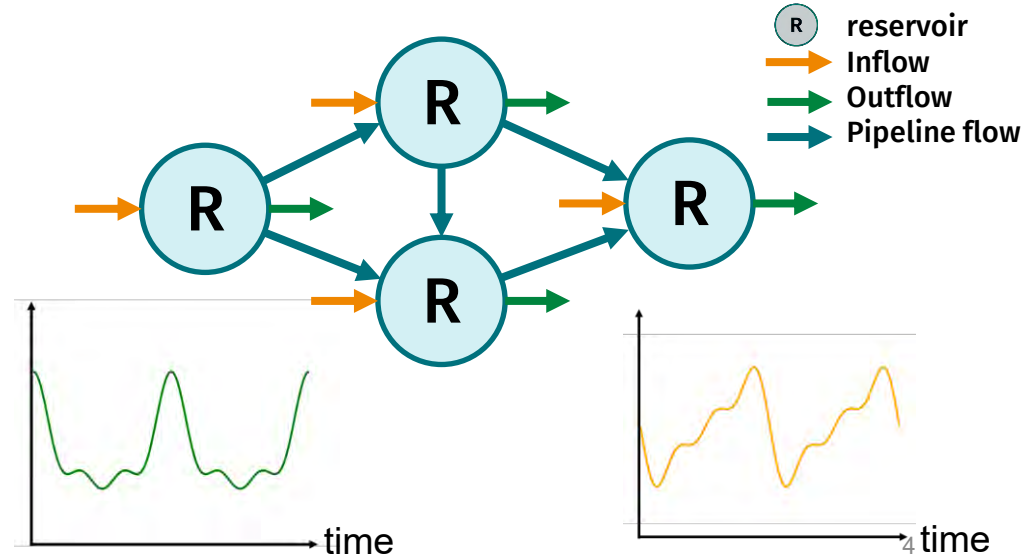 R reservoir
Inflow
Outflow
Pipeline flow
R
R
R
R
time
4 time